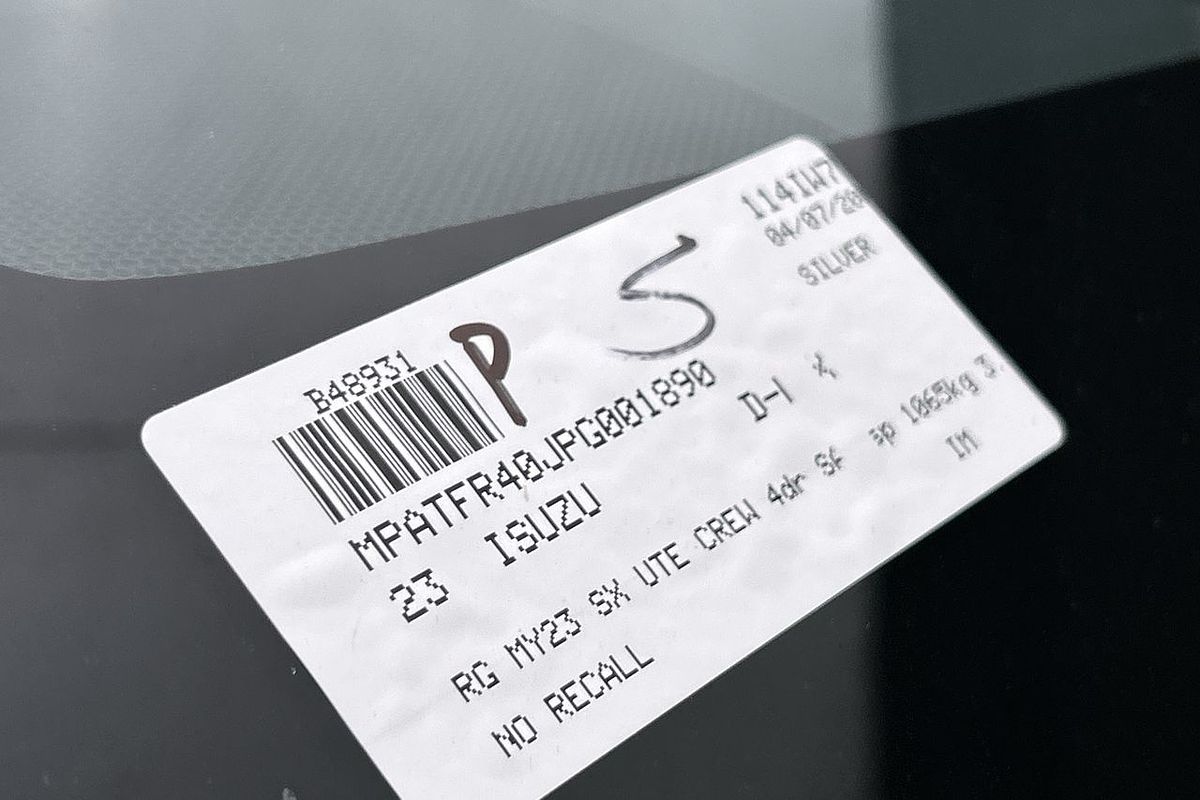 114IW7
04/07/20
SILVER
P S
B48931
MPATFR40JPG001890
23 ISUZU D-
RG MY23 SX UTE CREW 4dr 1065kg 3.
IM
NO RECALL